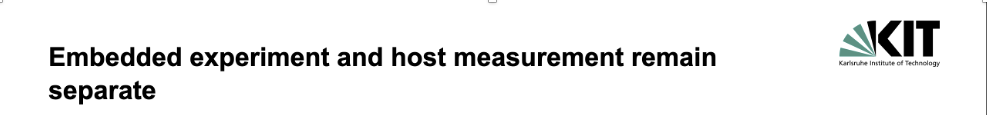 Embedded experiment and host measurement remain
separate
KIT
Karlsruhe Institute of Technology